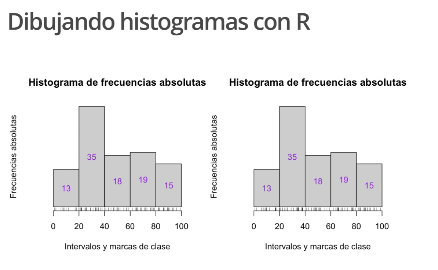 Dibujando histogramas con R
Histograma de frecuencias absolutas
Frecuencias absolutas
13
35
18
19
15
0 20 40 60 80 100
Intervalos y marcas de clase
Histograma de frecuencias absolutas
Frecuencias absolutas
13
35
18
19
15
0 20 40 60 80 100
Intervalos y marcas de clase